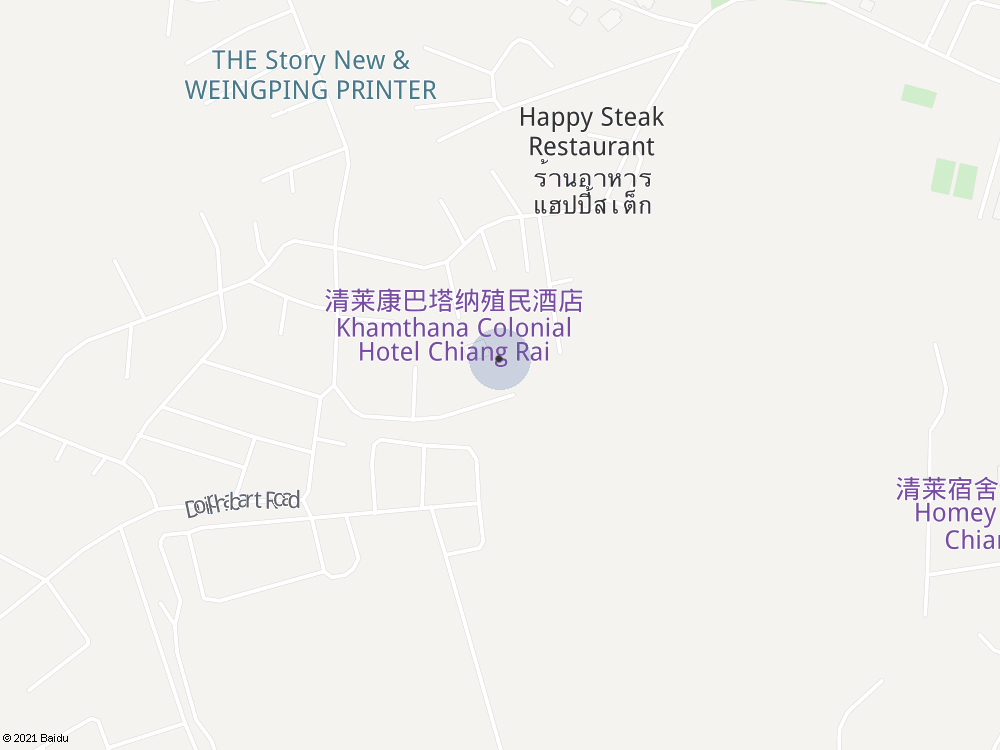 THE Story New &
WEINGPING PRINTER
Happy Steak
Restaurant
ร้านอาหาร
แฮปปี้สเต็ก
清莱康巴塔纳殖民酒店
Khamthana Colonial
Hotel Chiang Rai
清莱宿舍
Homey
Road
© 2021 Baidu